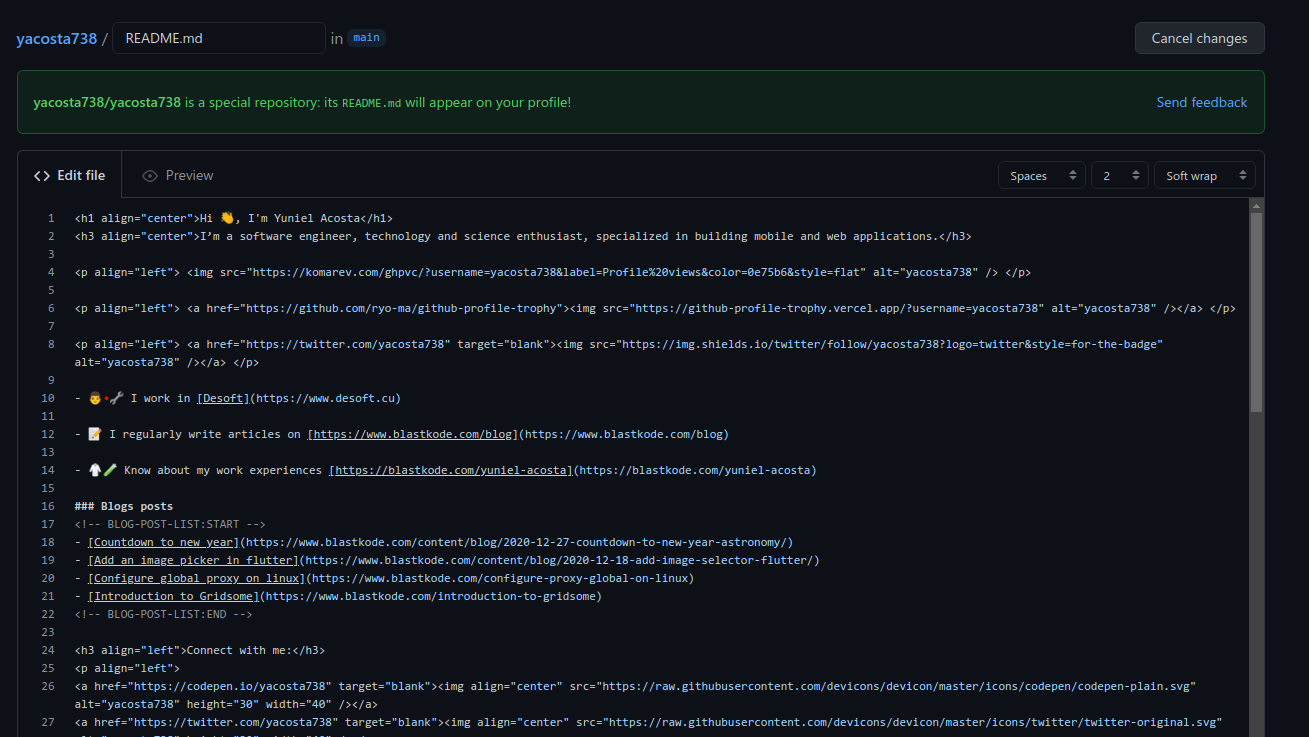 yacosta738 / README.md in main Cancel changes
yacosta738/yacosta738 is a special repository: its README.md will appear on your profile! Send feedback
<> Edit file Preview Spaces 2 Soft wrap
1 <h1 align="center">Hi 👋, I'm Yuniel Acosta</h1>
2 <h3 align="center">I’m a software engineer, technology and science enthusiast, specialized in building mobile and web applications.</h3>
3
4 <p align="left"> <img src="https://komarev.com/ghpvc/?username=yacosta738&label=Profile%20views&color=0e75b6&style=flat" alt="yacosta738" /> </p>
5
6 <p align="left"> <a href="https://github.com/ryo-ma/github-profile-trophy"><img src="https://github-profile-trophy.vercel.app/?username=yacosta738" alt="yacosta738" /></a> </p>
7
8 <p align="left"> <a href="https://twitter.com/yacosta738" target="blank"><img src="https://img.shields.io/twitter/follow/yacosta738?logo=twitter&style=for-the-badge"
alt="yacosta738" /></a> </p>
9
10 - 👨•🔧 I work in [Desoft](https://www.desoft.cu)
11
12 - 📝 I regularly write articles on [https://www.blastkode.com/blog](https://www.blastkode.com/blog)
13
14 - 🥼🧪 Know about my work experiences [https://blastkode.com/yuniel-acosta](https://blastkode.com/yuniel-acosta)
15
16 ### Blogs posts
17 <!-- BLOG-POST-LIST:START -->
18 - [Countdown to new year](https://www.blastkode.com/content/blog/2020-12-27-countdown-to-new-year-astronomy/)
19 - [Add an image picker in flutter](https://www.blastkode.com/content/blog/2020-12-18-add-image-selector-flutter/)
20 - [Configure global proxy on linux](https://www.blastkode.com/configure-proxy-global-on-linux)
21 - [Introduction to Gridsome](https://www.blastkode.com/introduction-to-gridsome)
22 <!-- BLOG-POST-LIST:END -->
23
24 <h3 align="left">Connect with me:</h3>
25 <p align="left">
26 <a href="https://codepen.io/yacosta738" target="blank"><img align="center" src="https://raw.githubusercontent.com/devicons/devicon/master/icons/codepen/codepen-plain.svg"
alt="yacosta738" height="30" width="40" /></a>
27 <a href="https://twitter.com/yacosta738" target="blank"><img align="center" src="https://raw.githubusercontent.com/devicons/devicon/master/icons/twitter/twitter-original.svg"